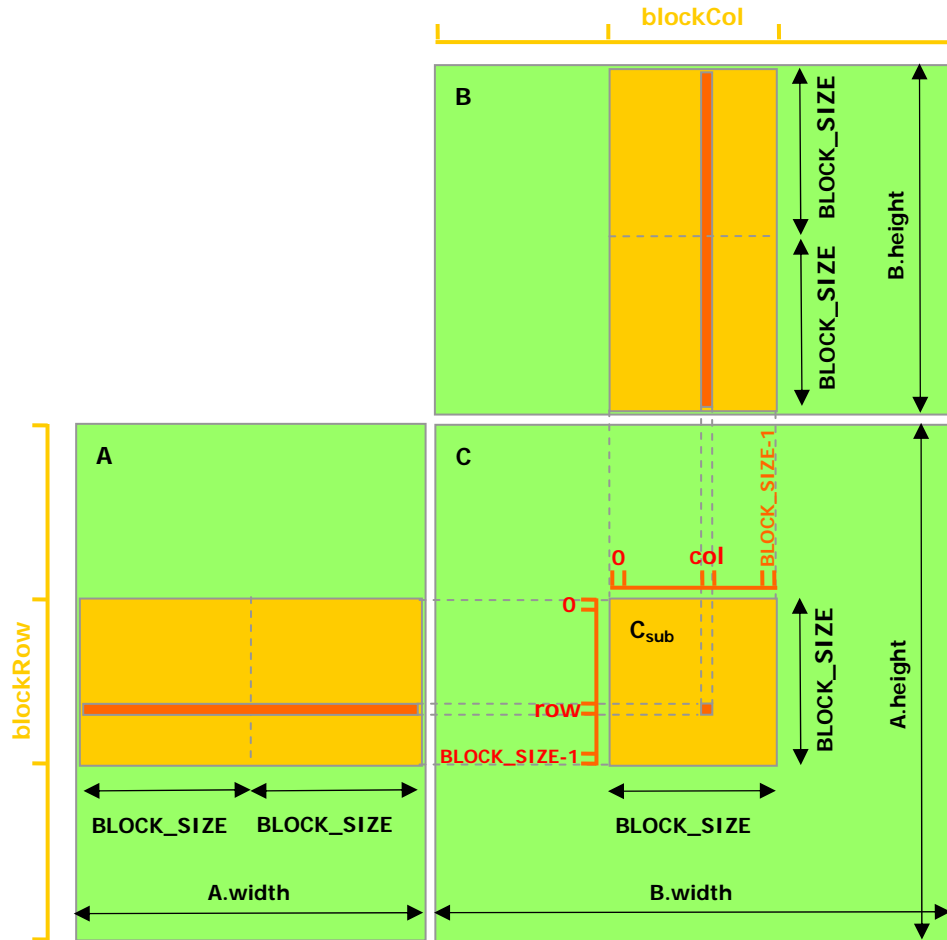 blockCol
B
BLOCK_SIZE
BLOCK_SIZE
B.height
A
C
BLOCK_SIZE-1
0
col
0
C_sub
blockRow
BLOCK_SIZE
A.height
row
BLOCK_SIZE-1
BLOCK_SIZE
BLOCK_SIZE
BLOCK_SIZE
A.width
B.width